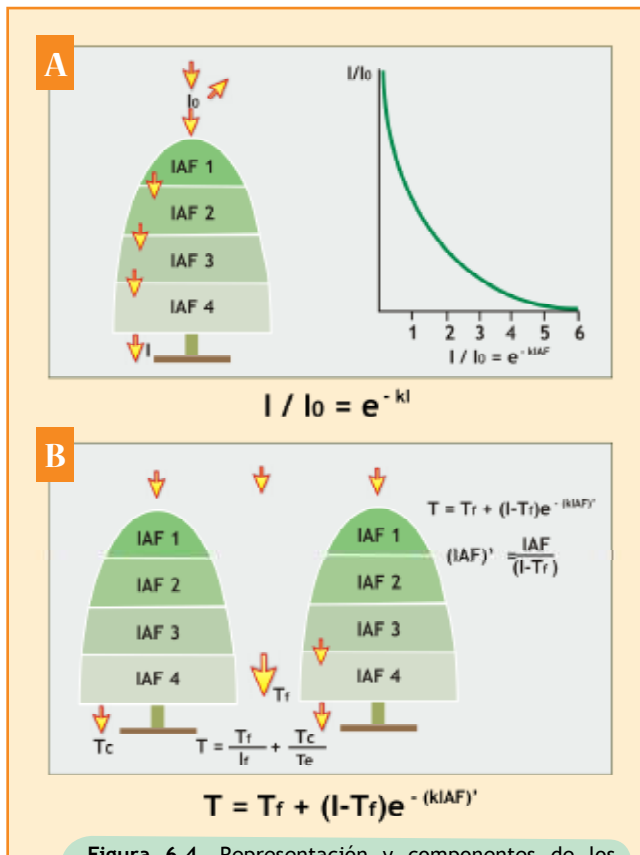 A
I₀
IAF 1
IAF 2
IAF 3
IAF 4
I
I/I₀
1 2 3 4 5 6
I / I₀ = e^(- kIAF)
I / I₀ = e^(- kI)
B
IAF 1
IAF 2
IAF 3
IAF 4
Tc
IAF 1
IAF 2
IAF 3
IAF 4
Tf
T = Tf + (I-Tf)e^(- (kIAF)’)
(IAF)’ = IAF / (I-Tf)
T = Tf / If + Tc / Te
T = Tf + (I-Tf)e^(- (kIAF)’)
Figura 6.4. Representación y componentes de los